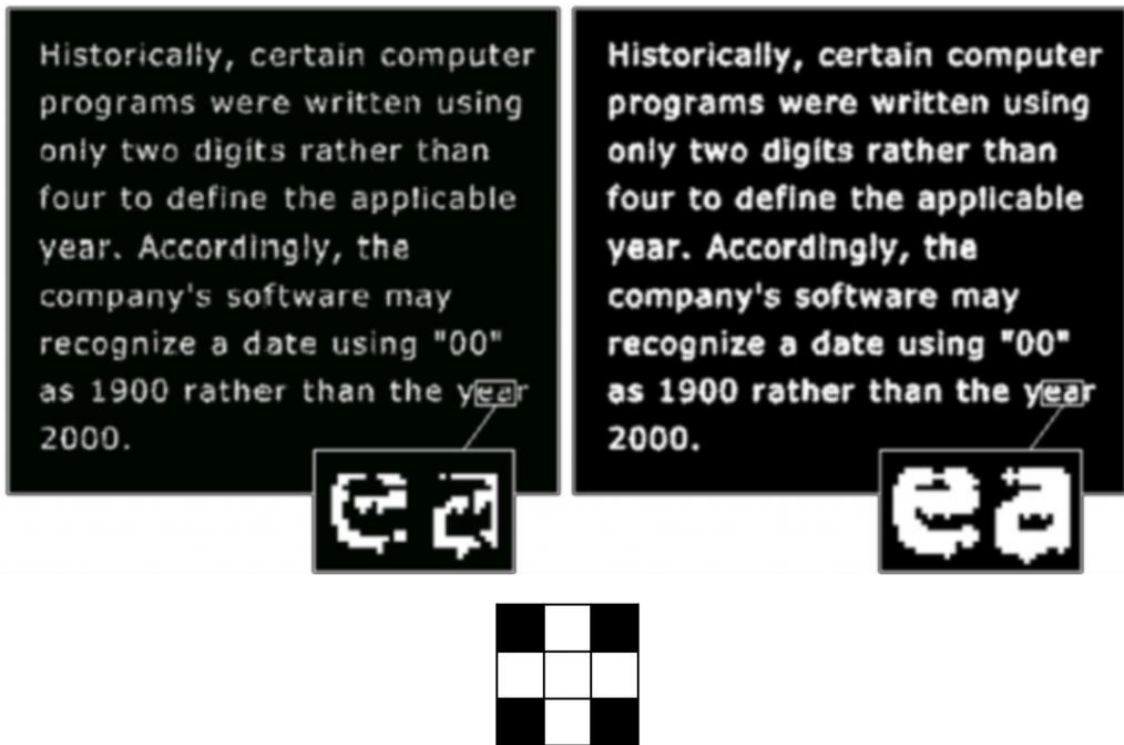 Historically, certain computer
programs were written using
only two digits rather than
four to define the applicable
year. Accordingly, the
company's software may
recognize a date using "00"
as 1900 rather than the year
2000.
ea
Historically, certain computer
programs were written using
only two digits rather than
four to define the applicable
year. Accordingly, the
company's software may
recognize a date using "00"
as 1900 rather than the year
2000.
ea